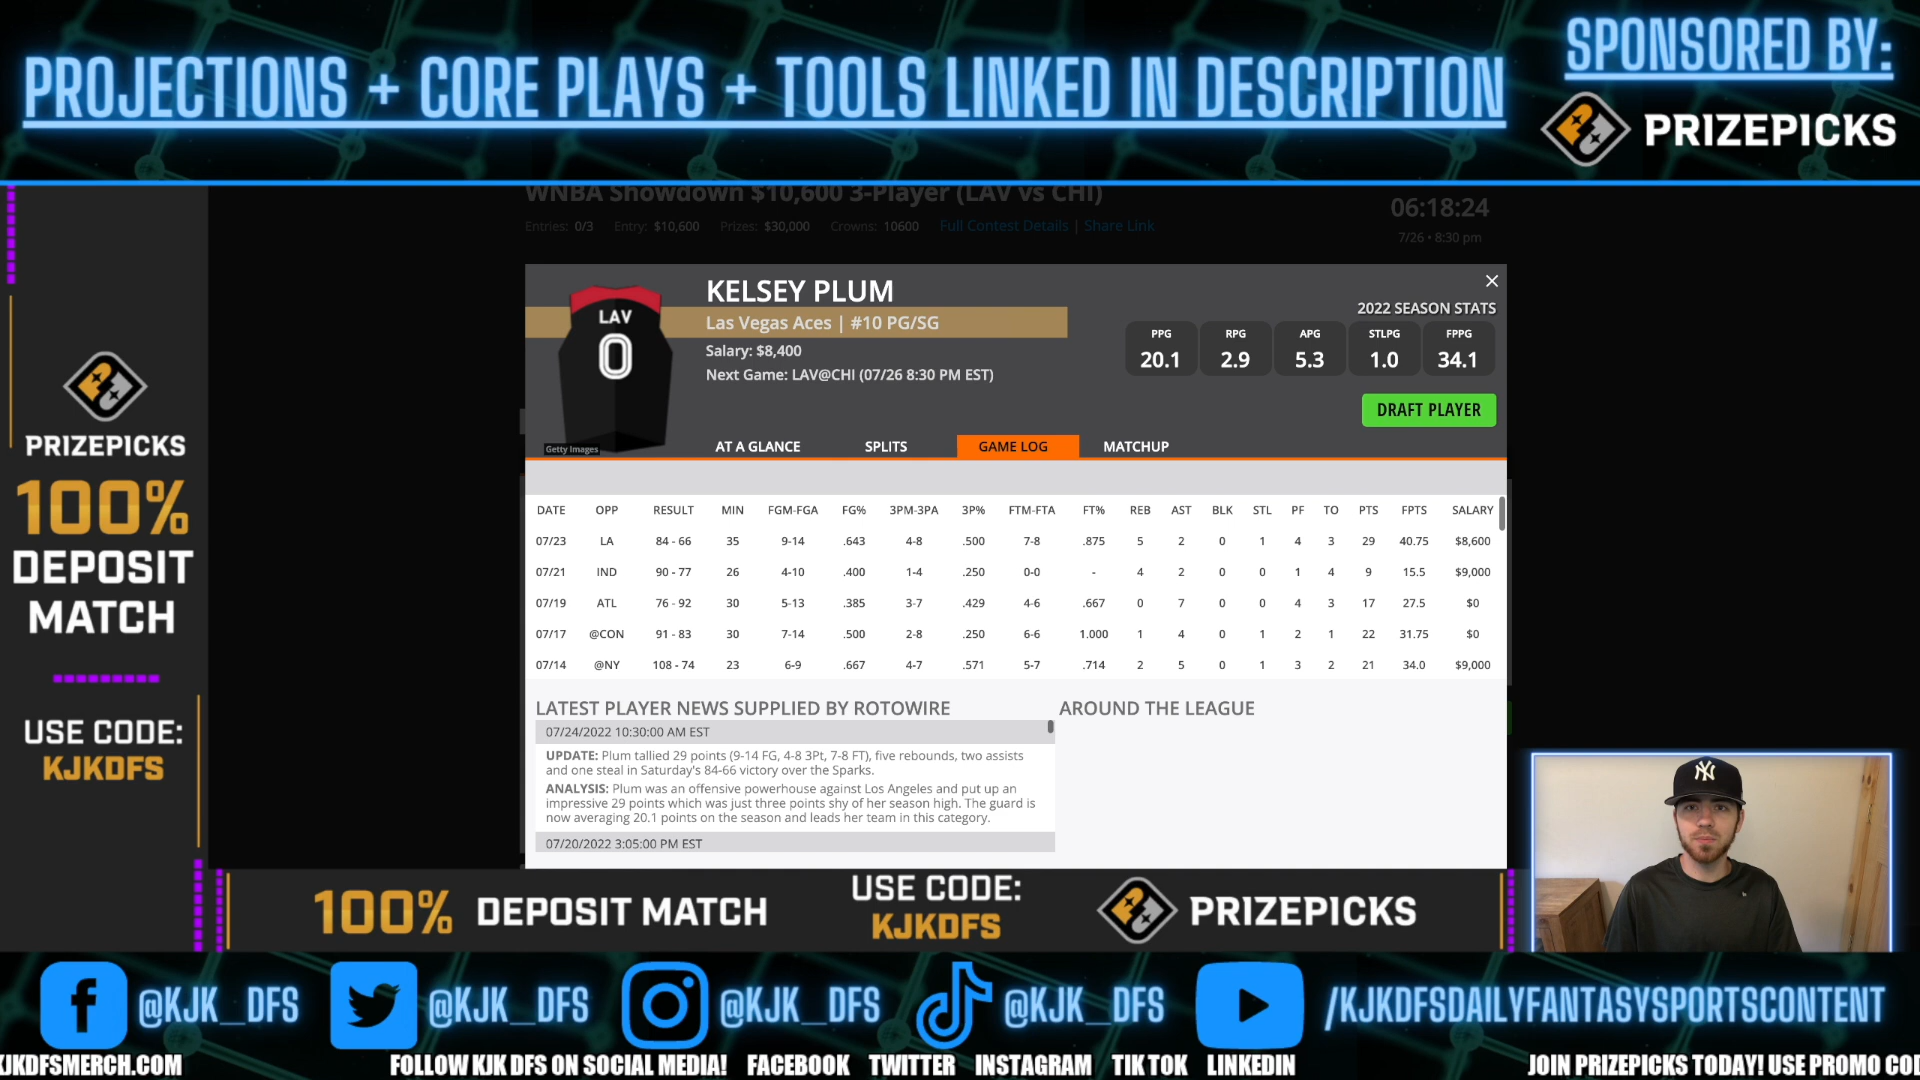 PROJECTIONS + CORE PLAYS + TOOLS LINKED IN DESCRIPTION
SPONSORED BY:
PRIZEPICKS
WNBA Showdown $10,600 3-Player (LAV vs CHI)
Entries: 0/3 Entry: $10,600 Prizes: $30,000 Crowns: 10600 Full Contest Details | Share Link
06:18:24
7/26 • 8:30 pm
PRIZEPICKS
100%
DEPOSIT
MATCH
USE CODE:
KJKDFS
LAV
0
Getty Images
KELSEY PLUM
Las Vegas Aces | #10 PG/SG
Salary: $8,400
Next Game: LAV@CHI (07/26 8:30 PM EST)
2022 SEASON STATS
PPG RPG APG STLPG FPPG
20.1 2.9 5.3 1.0 34.1
DRAFT PLAYER
AT A GLANCE SPLITS GAME LOG MATCHUP
DATE OPP RESULT MIN FGM-FGA FG% 3PM-3PA 3P% FTM-FTA FT% REB AST BLK STL PF TO PTS FPTS SALARY
07/23 LA 84 - 66 35 9-14 .643 4-8 .500 7-8 .875 5 2 0 1 4 3 29 40.75 $8,600
07/21 IND 90 - 77 26 4-10 .400 1-4 .250 0-0 - 4 2 0 0 1 4 9 15.5 $9,000
07/19 ATL 76 - 92 30 5-13 .385 3-7 .429 4-6 .667 0 7 0 0 4 3 17 27.5 $0
07/17 @CON 91 - 83 30 7-14 .500 2-8 .250 6-6 1.000 1 4 0 1 2 1 22 31.75 $0
07/14 @NY 108 - 74 23 6-9 .667 4-7 .571 5-7 .714 2 5 0 1 3 2 21 34.0 $9,000
LATEST PLAYER NEWS SUPPLIED BY ROTOWIRE
07/24/2022 10:30:00 AM EST
UPDATE: Plum tallied 29 points (9-14 FG, 4-8 3Pt, 7-8 FT), five rebounds, two assists
and one steal in Saturday's 84-66 victory over the Sparks.
ANALYSIS: Plum was an offensive powerhouse against Los Angeles and put up an
impressive 29 points which was just three points shy of her season high. The guard is
now averaging 20.1 points on the season and leads her team in this category.
07/20/2022 3:05:00 PM EST
AROUND THE LEAGUE
100% DEPOSIT MATCH
USE CODE:
KJKDFS
PRIZEPICKS
@KJK_DFS @KJK_DFS @KJK_DFS @KJK_DFS /KJKDFSDAILYFANTASYSPORTSCONTENT
KJKDFSMERCH.COM FOLLOW KJK DFS ON SOCIAL MEDIA! FACEBOOK TWITTER INSTAGRAM TIKTOK LINKEDIN JOIN PRIZEPICKS TODAY! USE PROMO COD